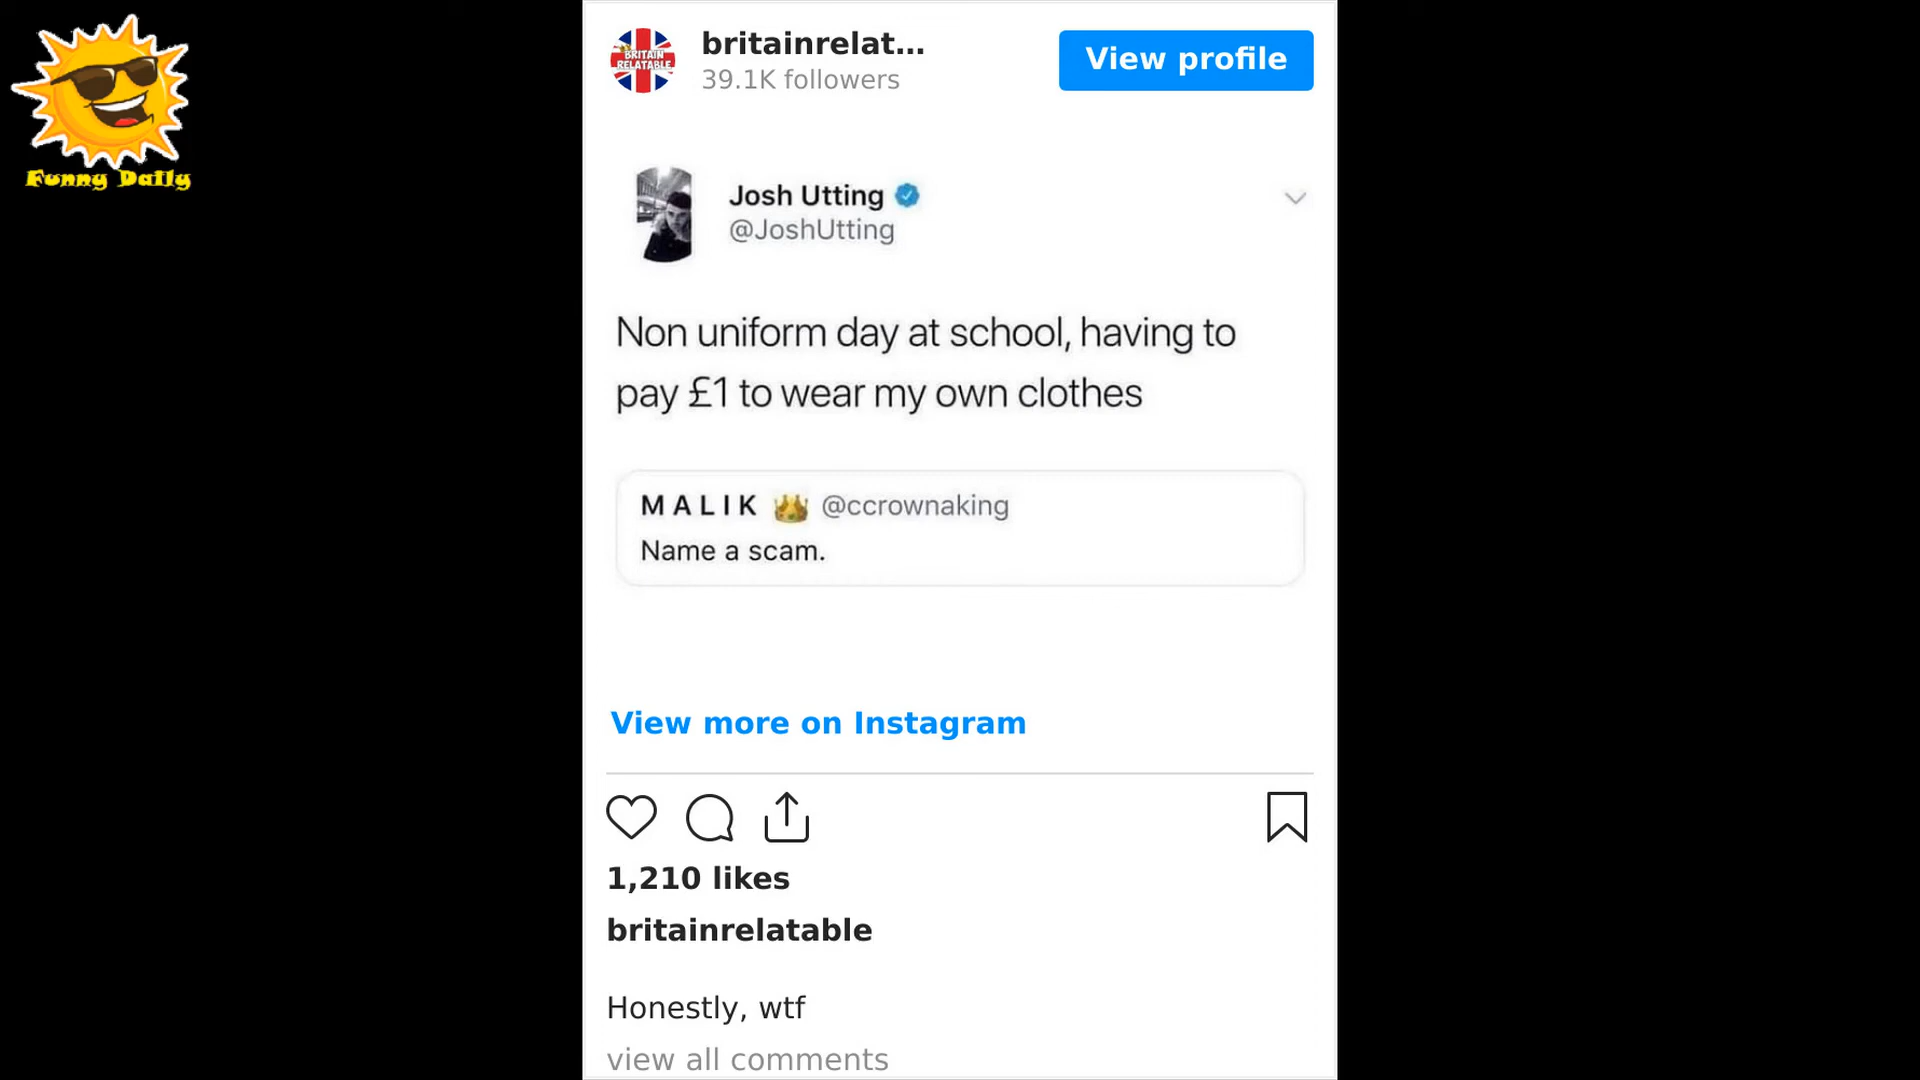 Funny Daily
BRITAIN
RELATABLE
britainrelat...
39.1K followers
View profile
Josh Utting
@JoshUtting
Non uniform day at school, having to
pay £1 to wear my own clothes
MALIK 👑 @ccrownaking
Name a scam.
View more on Instagram
1,210 likes
britainrelatable
Honestly, wtf
view all comments